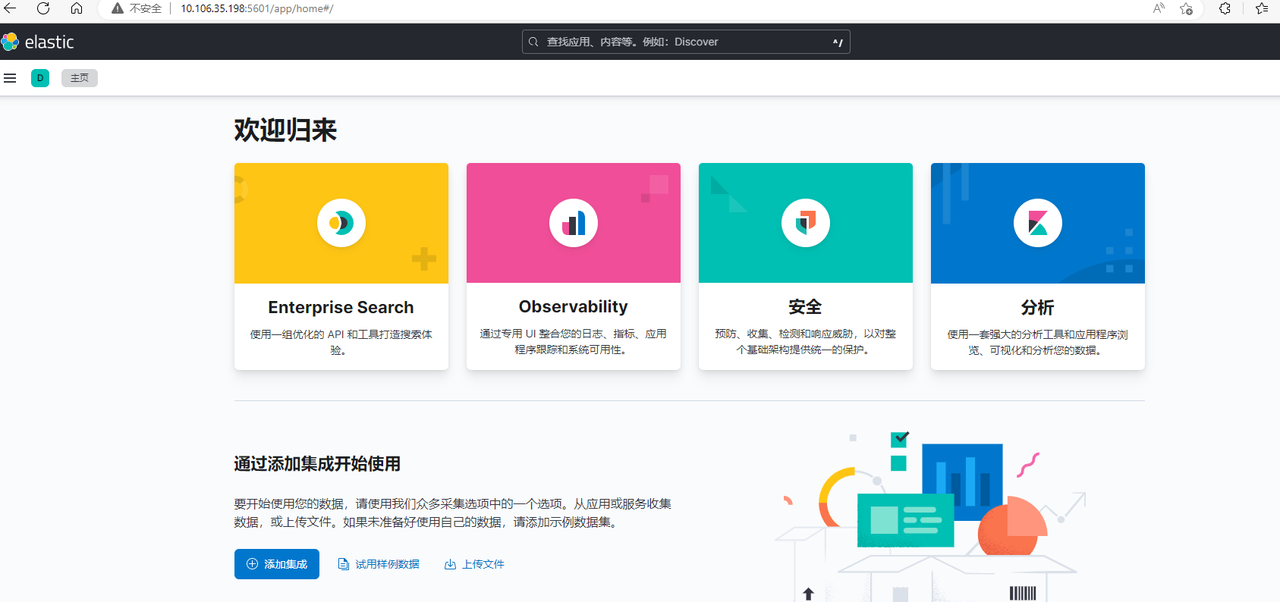 不安全 10.106.35.198:5601/app/home#/
elastic
查找应用、内容等。例如：Discover ^/
D 主页
欢迎归来
Enterprise Search
使用一组优化的 API 和工具打造搜索体
验。
Observability
通过专用 UI 整合您的日志、指标、应用
程序跟踪和系统可用性。
安全
预防、收集、检测和响应威胁，以对整
个基础架构提供统一的保护。
分析
使用一套强大的分析工具和应用程序浏
览、可视化和分析您的数据。
通过添加集成开始使用
要开始使用您的数据，请使用我们众多采集选项中的一个选项。从应用或服务收集
数据，或上传文件。如果未准备好使用自己的数据，请添加示例数据集。
添加集成 试用样例数据 上传文件